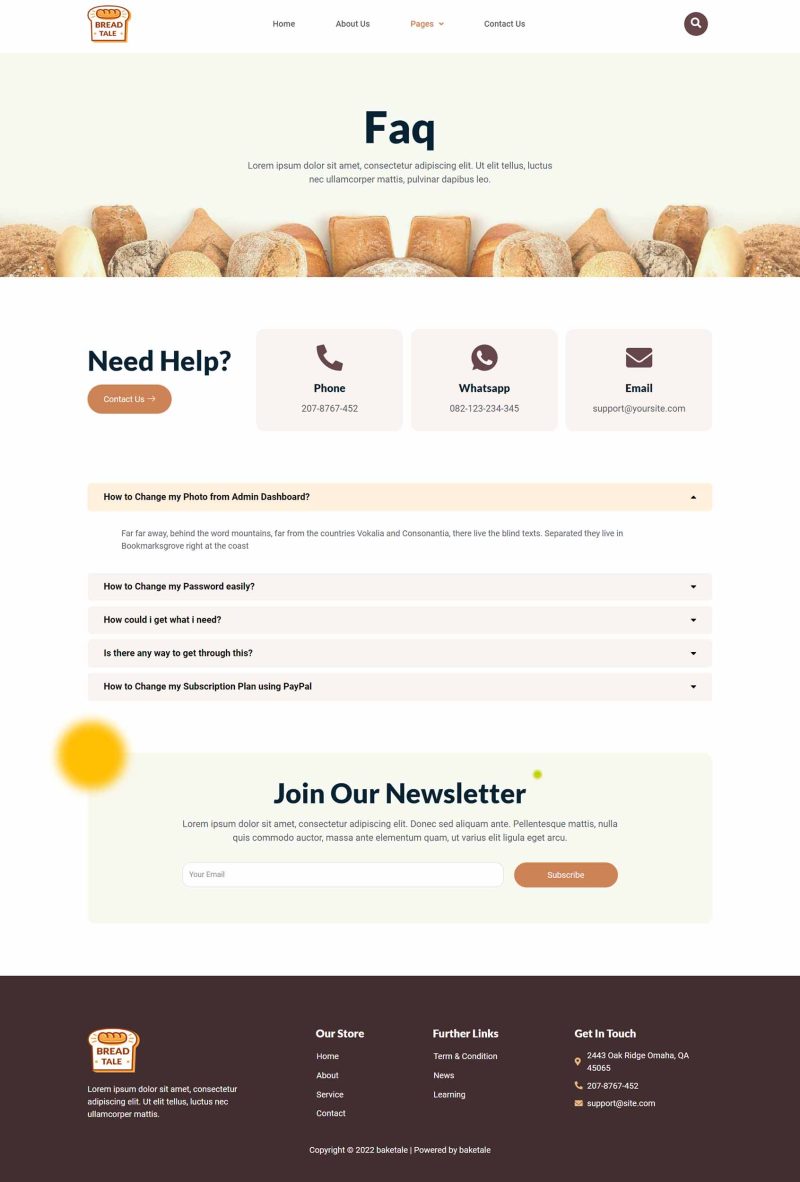 BREAD
TALE
Home About Us Pages Contact Us
Faq
Lorem ipsum dolor sit amet, consectetur adipiscing elit. Ut elit tellus, luctus
nec ullamcorper mattis, pulvinar dapibus leo.
Need Help?
Contact Us
Phone
207-8767-452
Whatsapp
082-123-234-345
Email
support@yoursite.com
How to Change my Photo from Admin Dashboard?
Far far away, behind the word mountains, far from the countries Vokalia and Consonantia, there live the blind texts. Separated they live in
Bookmarksgrove right at the coast
How to Change my Password easily?
How could i get what i need?
Is there any way to get through this?
How to Change my Subscription Plan using PayPal
Join Our Newsletter
Lorem ipsum dolor sit amet, consectetur adipiscing elit. Donec sed aliquam ante. Pellentesque mattis, nulla
quis commodo auctor, massa ante elementum quam, ut varius elit ligula eget arcu.
Your Email
Subscribe
BREAD
TALE
Lorem ipsum dolor sit amet, consectetur
adipiscing elit. Ut elit tellus, luctus nec
ullamcorper mattis.
Our Store
Home
About
Service
Contact
Further Links
Term & Condition
News
Learning
Get In Touch
2443 Oak Ridge Omaha, QA
45065
207-8767-452
support@site.com
Copyright © 2022 baketale | Powered by baketale